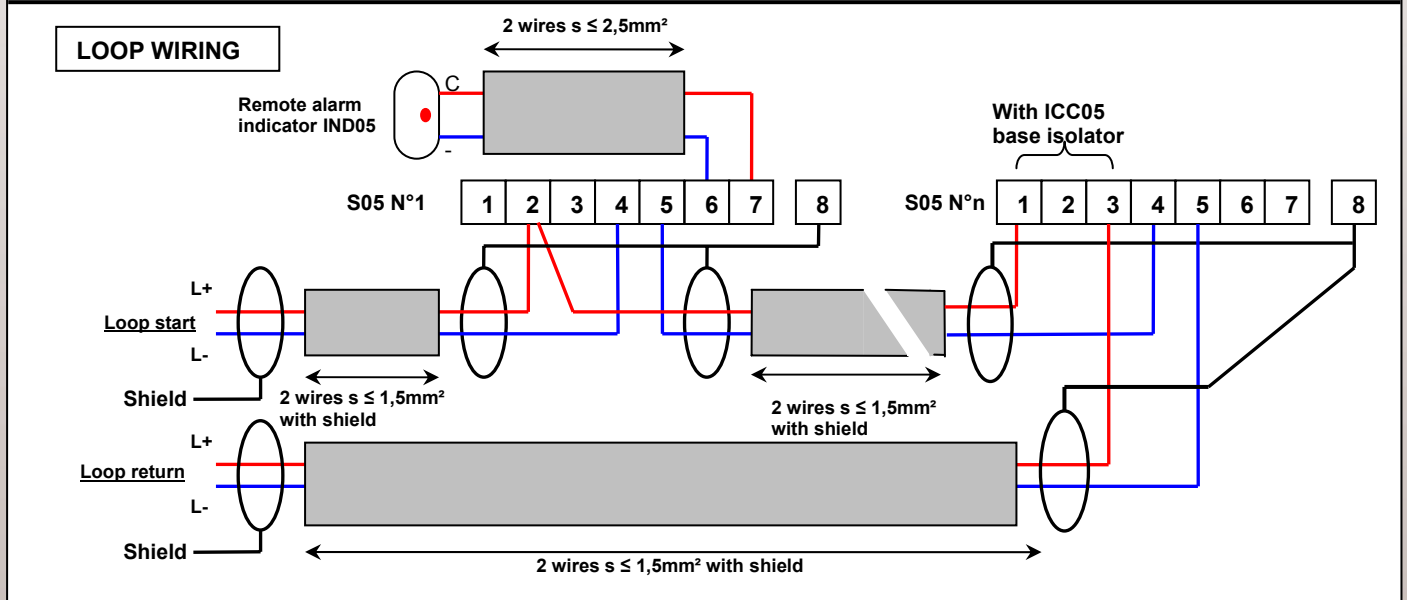 2 wires s ≤ 2,5mm²
LOOP WIRING
Remote alarm
indicator IND05
C
-
With ICC05
base isolator
S05 N°1
1 2 3 4 5 6 7 8
S05 N°n
1 2 3 4 5 6 7 8
L+
Loop start
L-
Shield
2 wires s ≤ 1,5mm²
with shield
2 wires s ≤ 1,5mm²
with shield
L+
Loop return
L-
Shield
2 wires s ≤ 1,5mm² with shield